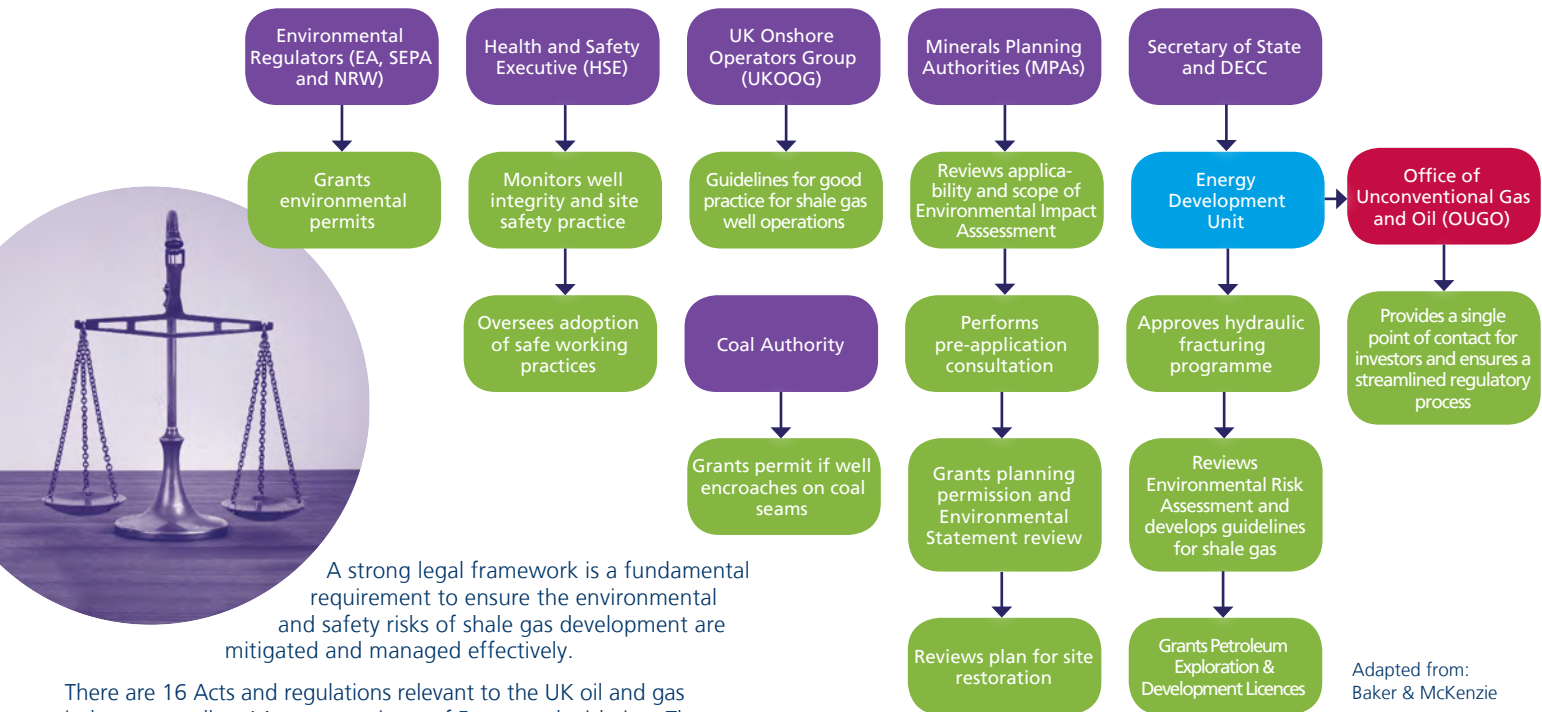 Environmental
Regulators (EA, SEPA
and NRW)
Grants
environmental
permits
Health and Safety
Executive (HSE)
Monitors well
integrity and site
safety practice
Oversees adoption
of safe working
practices
UK Onshore
Operators Group
(UKOOG)
Guidelines for good
practice for shale gas
well operations
Coal Authority
Grants permit if well
encroaches on coal
seams
Minerals Planning
Authorities (MPAs)
Reviews applica-
bility and scope of
Environmental Impact
Asssessment
Performs
pre-application
consultation
Grants planning
permission and
Environmental
Statement review
Reviews plan for site
restoration
Secretary of State
and DECC
Energy
Development
Unit
Approves hydraulic
fracturing
programme
Reviews
Environmental Risk
Assessment and
develops guidelines
for shale gas
Grants Petroleum
Exploration &
Development Licences
Office of
Unconventional Gas
and Oil (OUGO)
Provides a single
point of contact for
investors and ensures a
streamlined regulatory
process
Adapted from:
Baker & McKenzie
A strong legal framework is a fundamental
requirement to ensure the environmental
and safety risks of shale gas development are
mitigated and managed effectively.
There are 16 Acts and regulations relevant to the UK oil and gas